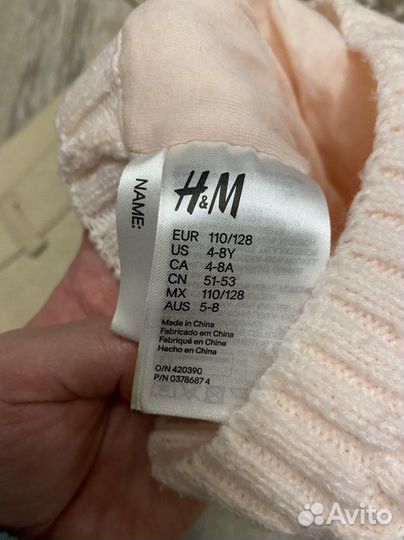 NAME:
H&M
EUR 110/128
US 4-8Y
CA 4-8A
CN 51-53
MX 110/128
AUS 5-8
Made in China
Fabricado em China
Fabriqué en Chine
Hecho en China
O/N 420390
P/N 0378687 4
Avito